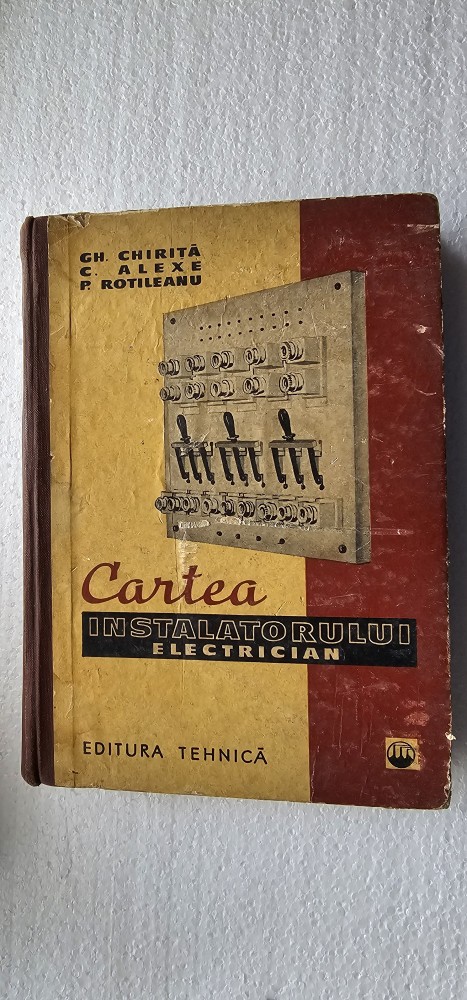 GH. CHIRIȚĂ
C. ALEXE
P. ROTILEANU
Cartea
INSTALATORULUI
ELECTRICIAN
EDITURA TEHNICĂ